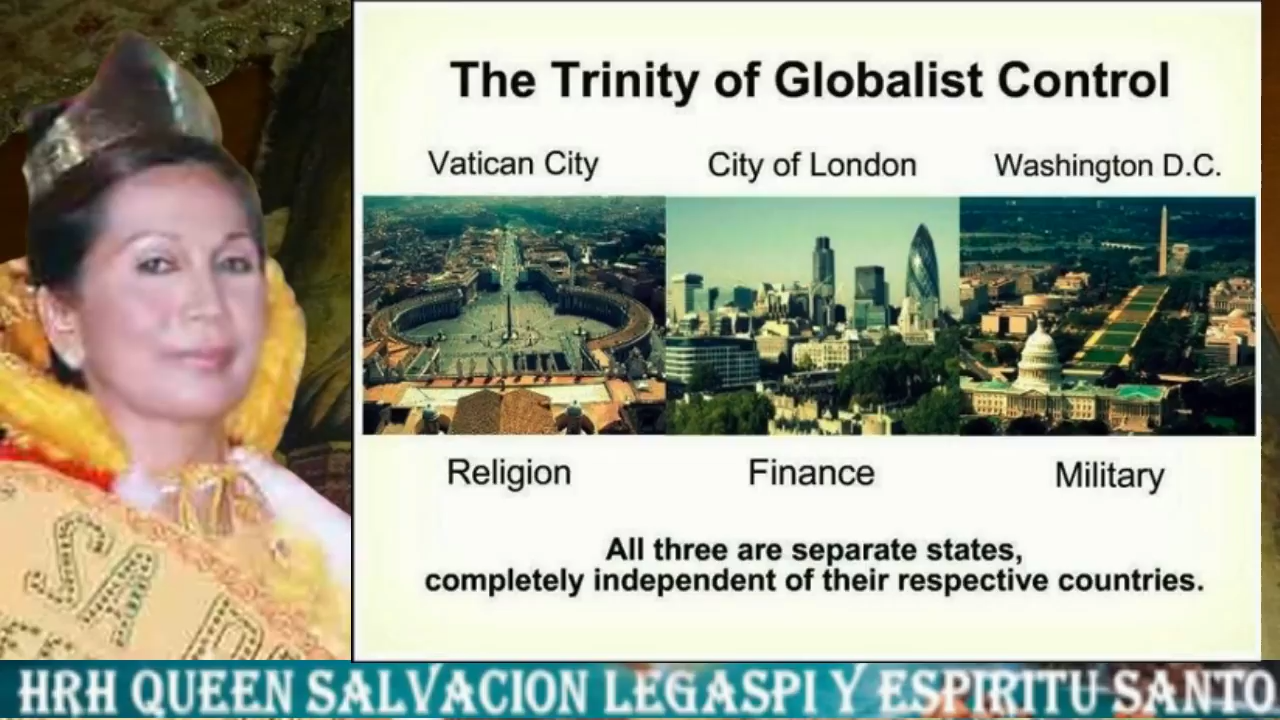 The Trinity of Globalist Control
Vatican City
City of London
Washington D.C.
Religion
Finance
Military
All three are separate states,
completely independent of their respective countries.
SA
HRH QUEEN SALVACION LEGASPI Y ESPIRITU SANTO